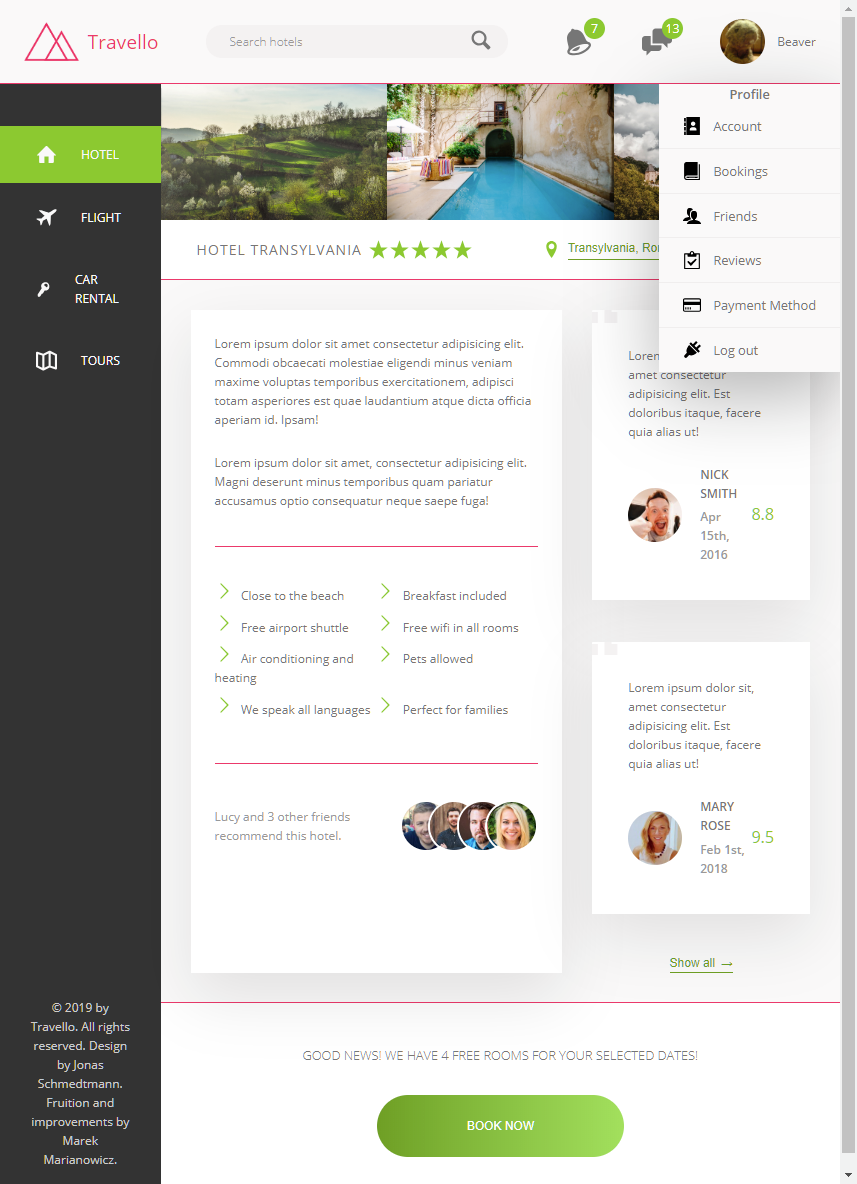 Travello
Search hotels
7
13
Beaver
Profile
Account
Bookings
Friends
Reviews
Payment Method
Log out
HOTEL
FLIGHT
CAR
RENTAL
TOURS
HOTEL TRANSYLVANIA
Transylvania,
Lorem ipsum dolor sit amet consectetur adipisicing elit.
Commodi obcaecati molestiae eligendi minus veniam
maxime voluptas temporibus exercitationem, adipisci
totam asperiores est quae laudantium atque dicta officia
aperiam id. Ipsam!
Lorem ipsum dolor sit amet, consectetur adipisicing elit.
Magni deserunt minus temporibus quam pariatur
accusamus optio consequatur neque saepe fuga!
Close to the beach
Breakfast included
Free airport shuttle
Free wifi in all rooms
Air conditioning and
heating
Pets allowed
We speak all languages
Perfect for families
Lucy and 3 other friends
recommend this hotel.
Lorem
amet consectetur
adipisicing elit. Est
doloribus itaque, facere
quia alias ut!
NICK
SMITH
Apr
15th,
2016
8.8
Lorem ipsum dolor sit,
amet consectetur
adipisicing elit. Est
doloribus itaque, facere
quia alias ut!
MARY
ROSE
Feb 1st,
2018
9.5
Show all →
GOOD NEWS! WE HAVE 4 FREE ROOMS FOR YOUR SELECTED DATES!
BOOK NOW
© 2019 by
Travello. All rights
reserved. Design
by Jonas
Schmedtmann.
Fruition and
improvements by
Marek
Marianowicz.